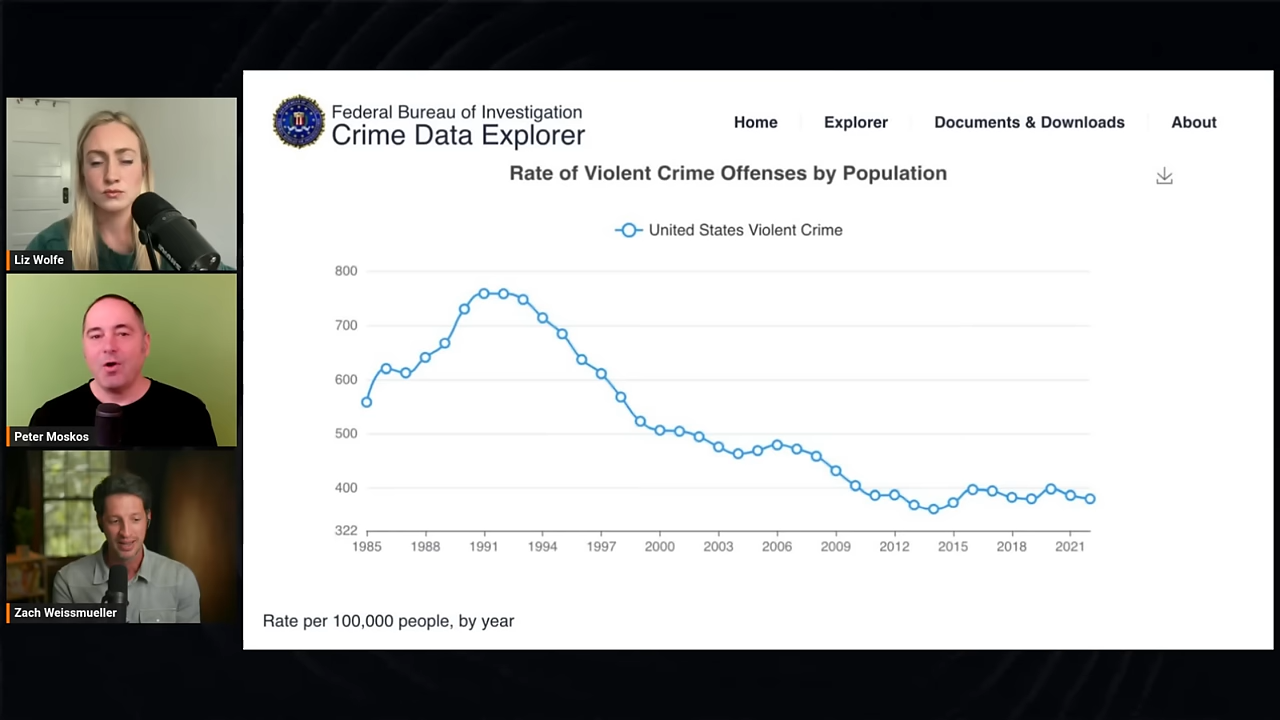 Liz Wolfe
Peter Moskos
Zach Weissmueller
Federal Bureau of Investigation
Crime Data Explorer
Home
Explorer
Documents & Downloads
About
Rate of Violent Crime Offenses by Population
United States Violent Crime
800
700
600
500
400
322
1985 1988 1991 1994 1997 2000 2003 2006 2009 2012 2015 2018 2021
Rate per 100,000 people, by year